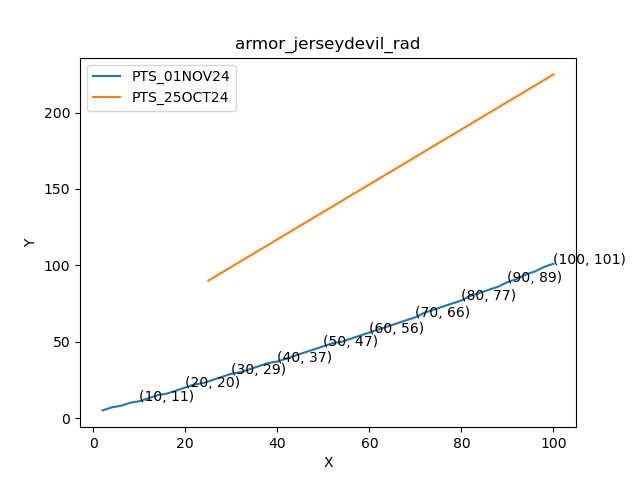 armor_jerseydevil_rad
PTS_01NOV24
PTS_25OCT24
Y
200
150
100
50
0
(100, 101)
(90, 89)
(80, 77)
(70, 66)
(60, 56)
(50, 47)
(40, 37)
(30, 29)
(20, 20)
(10, 11)
0 20 40 60 80 100
X